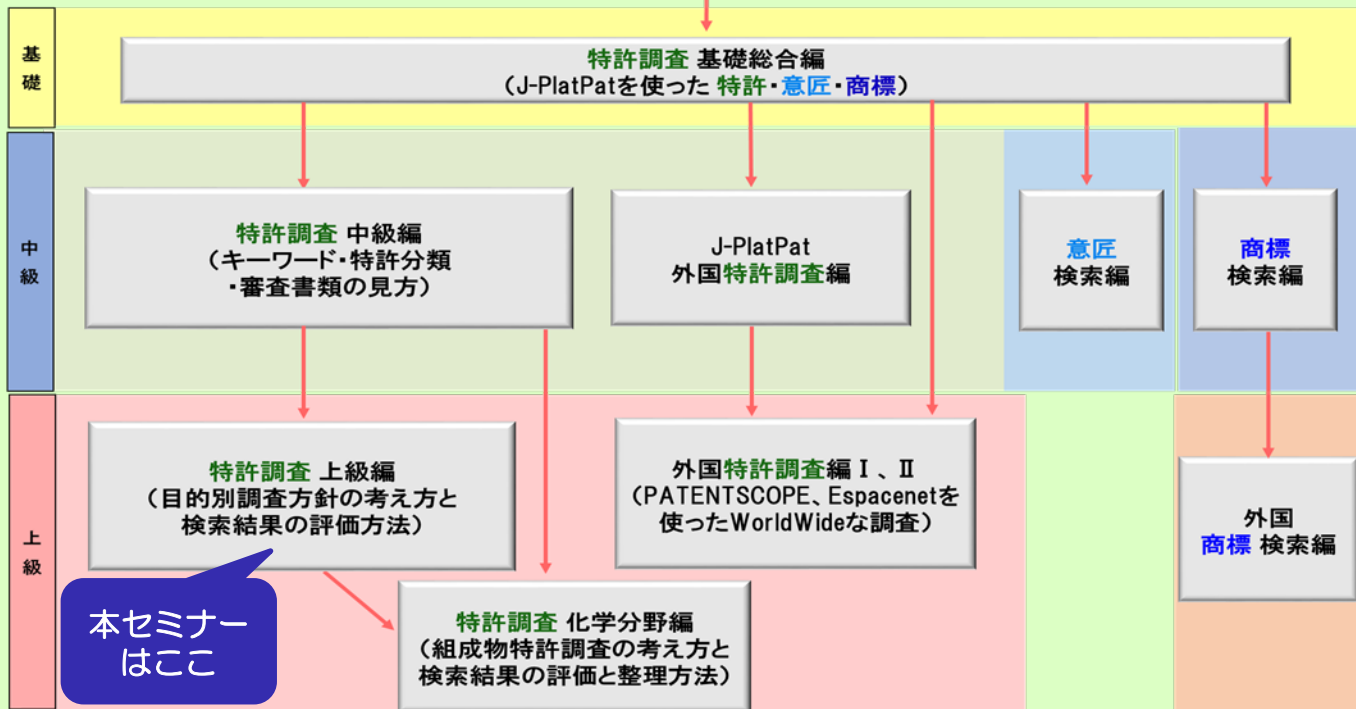 基
礎
特許調査 基礎総合編
（J-PlatPatを使った 特許・意匠・商標）
中
級
特許調査 中級編
（キーワード・特許分類
・審査書類の見方）
J-PlatPat
外国特許調査編
意匠
検索編
商標
検索編
上
級
特許調査 上級編
（目的別調査方針の考え方と
検索結果の評価方法）
外国特許調査編Ⅰ、Ⅱ
（PATENTSCOPE、Espacenetを
使ったWorldWideな調査）
外国
商標 検索編
本セミナー
はここ
特許調査 化学分野編
（組成物特許調査の考え方と
検索結果の評価と整理方法）